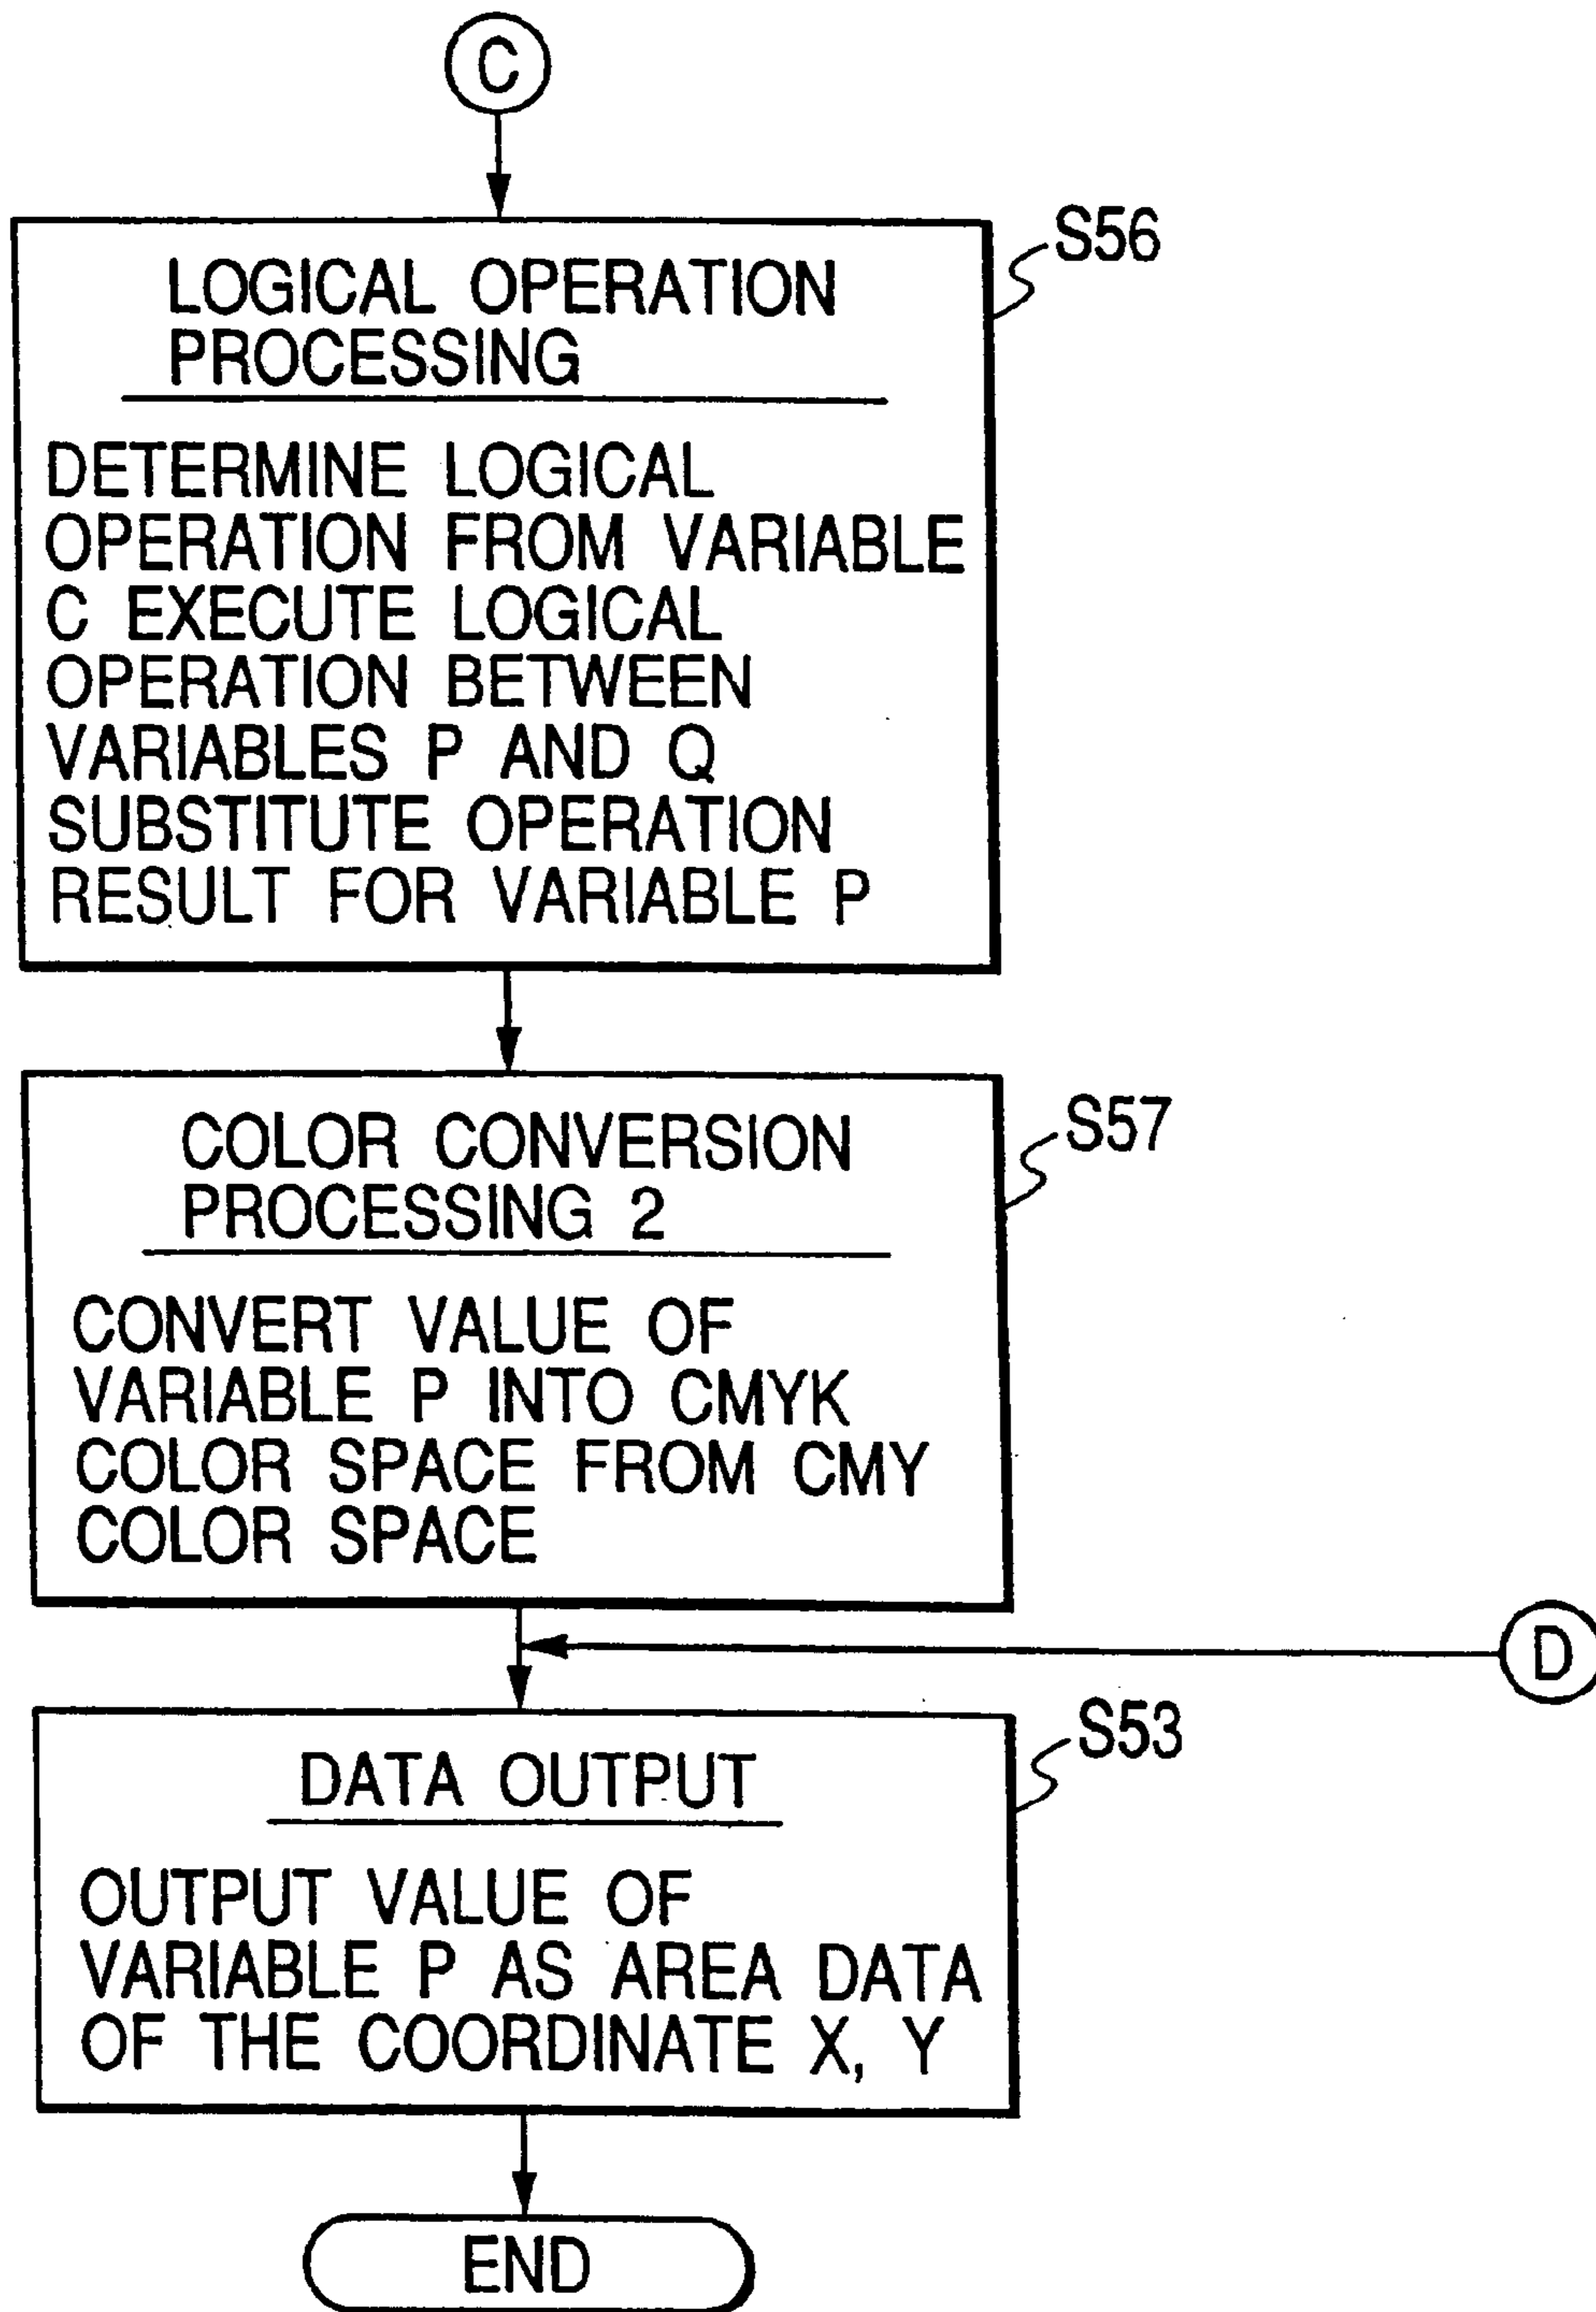 C
S56
LOGICAL OPERATION
PROCESSING
DETERMINE LOGICAL
OPERATION FROM VARIABLE
C EXECUTE LOGICAL
OPERATION BETWEEN
VARIABLES P AND Q
SUBSTITUTE OPERATION
RESULT FOR VARIABLE P
S57
COLOR CONVERSION
PROCESSING 2
CONVERT VALUE OF
VARIABLE P INTO CMYK
COLOR SPACE FROM CMY
COLOR SPACE
D
S53
DATA OUTPUT
OUTPUT VALUE OF
VARIABLE P AS AREA DATA
OF THE COORDINATE X, Y
END